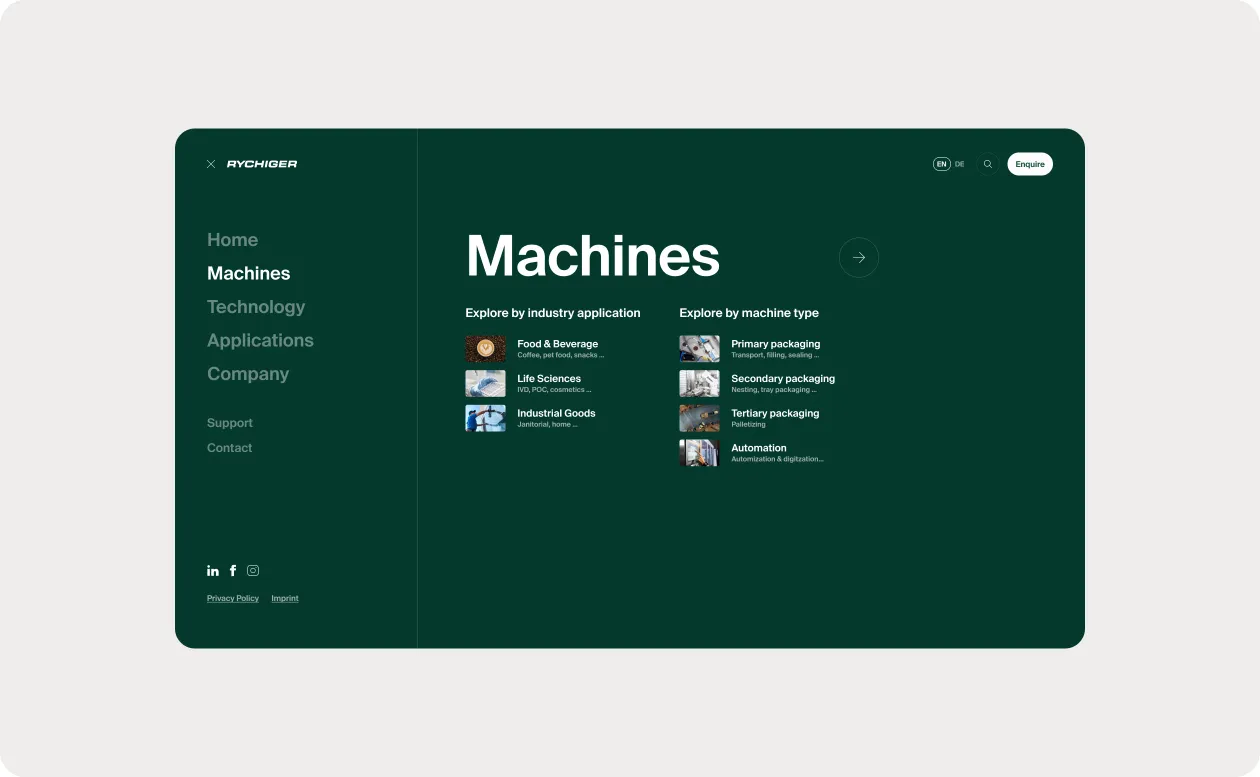 RYCHIGER
EN DE
Enquire
Home
Machines
Technology
Applications
Company
Support
Contact
Privacy Policy Imprint
Machines
Explore by industry application
Food & Beverage
Coffee, pet food, snacks ...
Life Sciences
IVD, POC, cosmetics ...
Industrial Goods
Janitorial, home ...
Explore by machine type
Primary packaging
Transport, filling, sealing ...
Secondary packaging
Nesting, tray packaging ...
Tertiary packaging
Palletizing
Automation
Automization & digitzation...